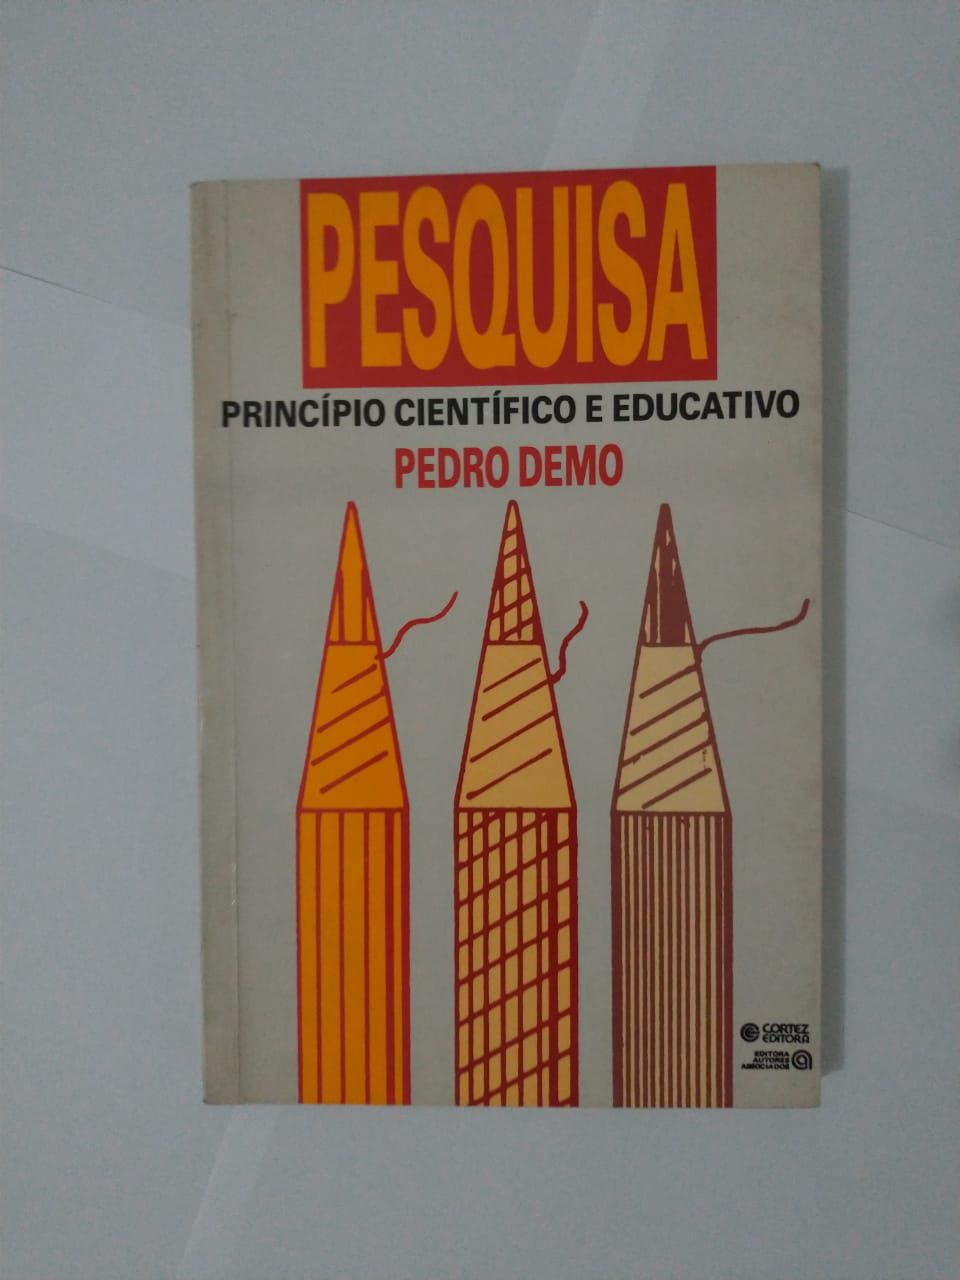 PESQUISA
PRINCÍPIO CIENTÍFICO E EDUCATIVO
PEDRO DEMO
CORTEZ
EDITORA
EDITORA
AUTORES
ASSOCIADOS